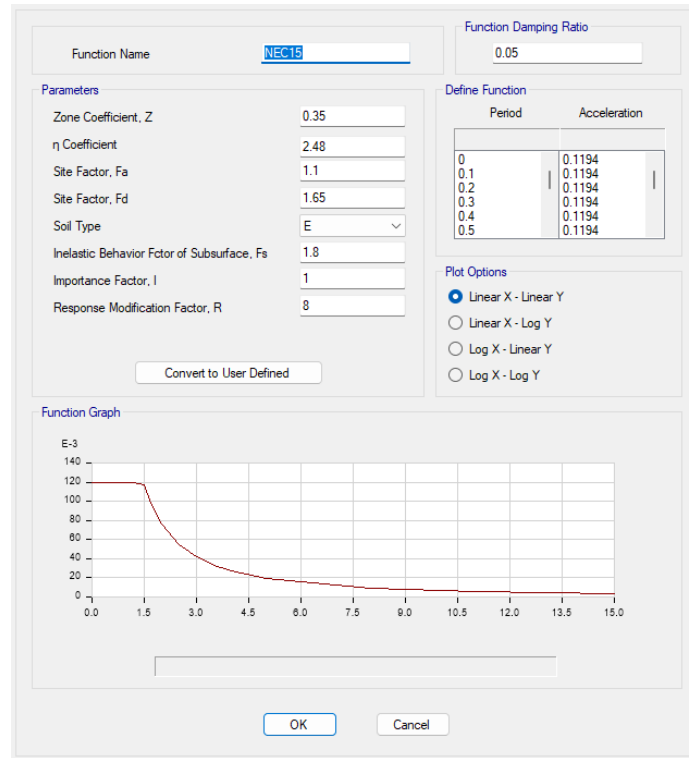 Function Name
NEC15
Function Damping Ratio
0.05
Parameters
Zone Coefficient, Z
0.35
η Coefficient
2.48
Site Factor, Fa
1.1
Site Factor, Fd
1.65
Soil Type
E
Inelastic Behavior Fctor of Subsurface, Fs
1.8
Importance Factor, I
1
Response Modification Factor, R
8
Convert to User Defined
Define Function
Period Acceleration
0 0.1194
0.1 0.1194
0.2 0.1194
0.3 0.1194
0.4 0.1194
0.5 0.1194
Plot Options
Linear X - Linear Y
Linear X - Log Y
Log X - Linear Y
Log X - Log Y
Function Graph
E-3
140
120
100
80
60
40
20
0
0.0 1.5 3.0 4.5 6.0 7.5 9.0 10.5 12.0 13.5 15.0
OK Cancel